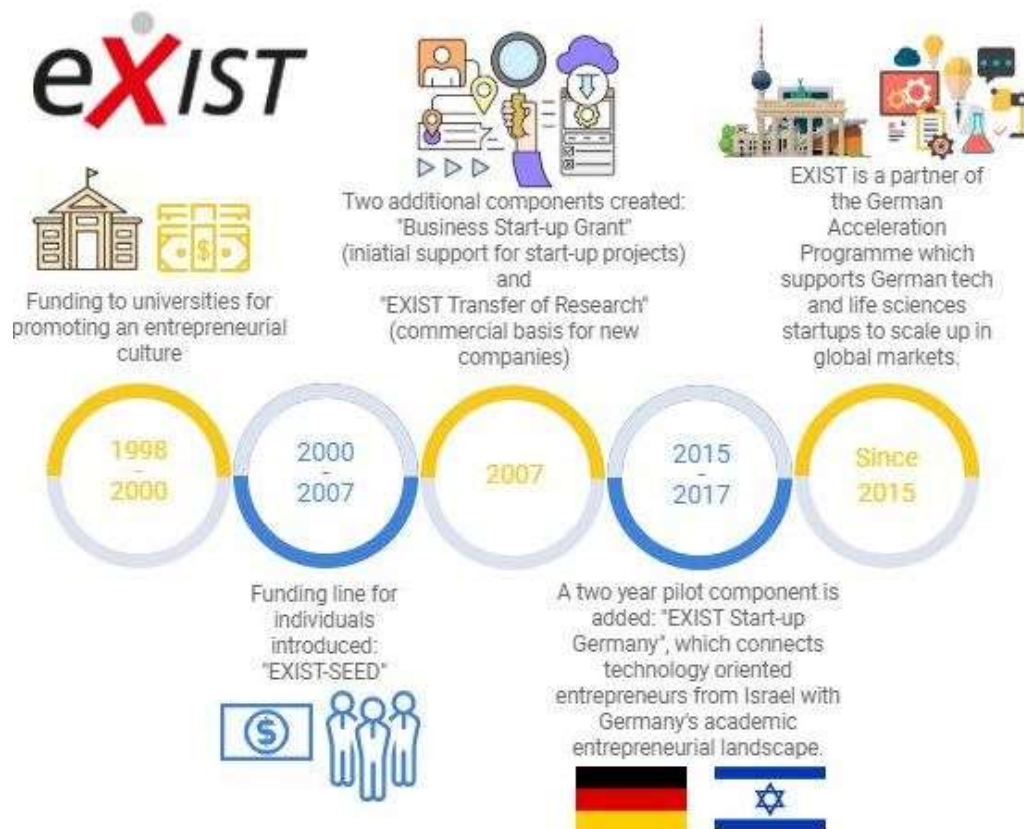 eXIST
Funding to universities for
promoting an entrepreneurial
culture
Two additional components created:
"Business Start-up Grant"
(iniatial support for start-up projects)
and
"EXIST Transfer of Research"
(commercial basis for new
companies)
EXIST is a partner of
the German
Acceleration
Programme which
supports German tech
and life sciences
startups to scale up in
global markets.
1998
-
2000
2000
-
2007
2007
2015
-
2017
Since
2015
Funding line for
individuals
introduced:
"EXIST-SEED"
A two year pilot component is
added: "EXIST Start-up
Germany", which connects
technology oriented
entrepreneurs from Israel with
Germany's academic
entrepreneurial landscape.